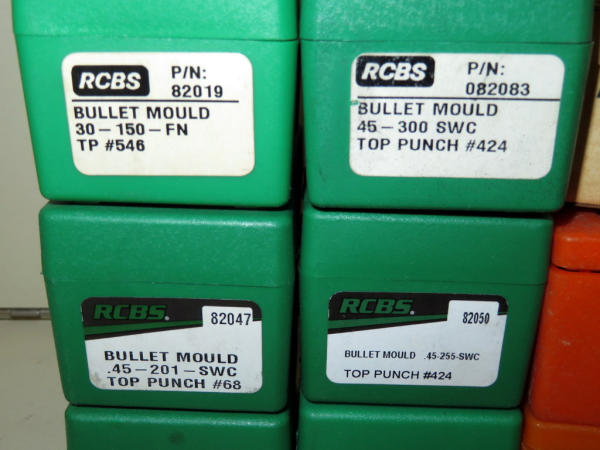 RCBS P/N:
82019
BULLET MOULD
30-150-FN
TP #546
RCBS P/N:
082083
BULLET MOULD
45-300 SWC
TOP PUNCH #424
RCBS. 82047
BULLET MOULD
.45-201-SWC
TOP PUNCH #68
RCBS. 82050
BULLET MOULD .45-255-SWC
TOP PUNCH #424